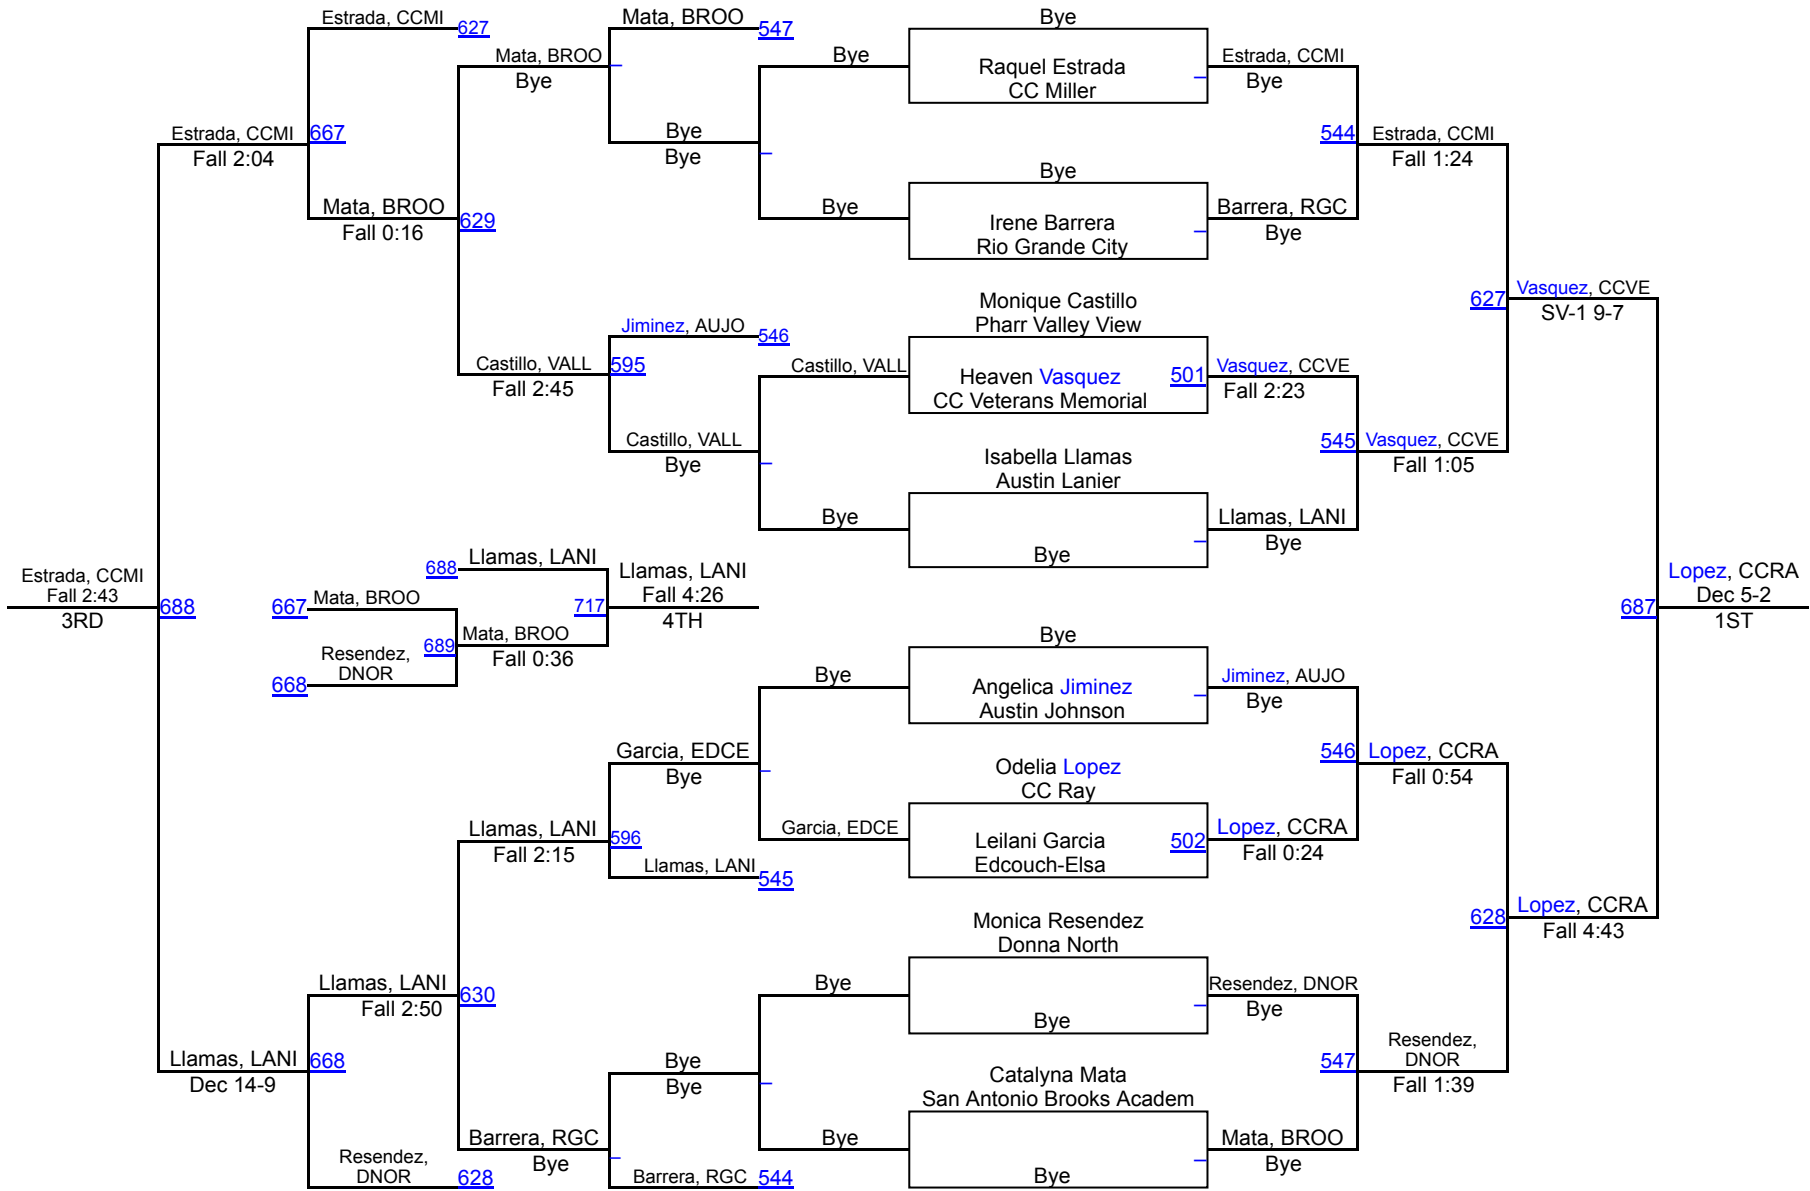 Estrada, CCMI
627
Mata, BROO
547
Bye
Mata, BROO
Bye
Bye
Raquel Estrada
CC Miller
Estrada, CCMI
Bye
Estrada, CCMI
667
Fall 2:04
Bye
Bye
544
Estrada, CCMI
Fall 1:24
Bye
Mata, BROO
Fall 0:16
629
Bye
Irene Barrera
Rio Grande City
Barrera, RGC
Bye
Monique Castillo
Pharr Valley View
627
Vasquez, CCVE
SV-1 9-7
Jiminez, AUJO
546
Castillo, VALL
Fall 2:45
595
Castillo, VALL
Heaven Vasquez
CC Veterans Memorial
501
Vasquez, CCVE
Fall 2:23
Castillo, VALL
Bye
545
Vasquez, CCVE
Fall 1:05
Isabella Llamas
Austin Lanier
Bye
Bye
Llamas, LANI
Bye
688
Llamas, LANI
Estrada, CCMI
Fall 2:43
3RD
688
667
Mata, BROO
717
Llamas, LANI
Fall 4:26
4TH
687
Lopez, CCRA
Dec 5-2
1ST
689
Mata, BROO
Fall 0:36
Resendez,
DNOR
668
Bye
Bye
Angelica Jiminez
Austin Johnson
Jiminez, AUJO
Bye
Garcia, EDCE
Bye
Odelia Lopez
CC Ray
546
Lopez, CCRA
Fall 0:54
Llamas, LANI
Fall 2:15
596
Garcia, EDCE
Leilani Garcia
Edcouch-Elsa
502
Lopez, CCRA
Fall 0:24
Llamas, LANI
545
628
Lopez, CCRA
Fall 4:43
Monica Resendez
Donna North
Llamas, LANI
Fall 2:50
630
Bye
Bye
Resendez, DNOR
Bye
Llamas, LANI
Dec 14-9
668
Bye
Bye
Catalyna Mata
San Antonio Brooks Academ
547
Resendez,
DNOR
Fall 1:39
Barrera, RGC
Bye
Bye
Bye
Mata, BROO
Bye
Resendez,
DNOR
628
Barrera, RGC
544